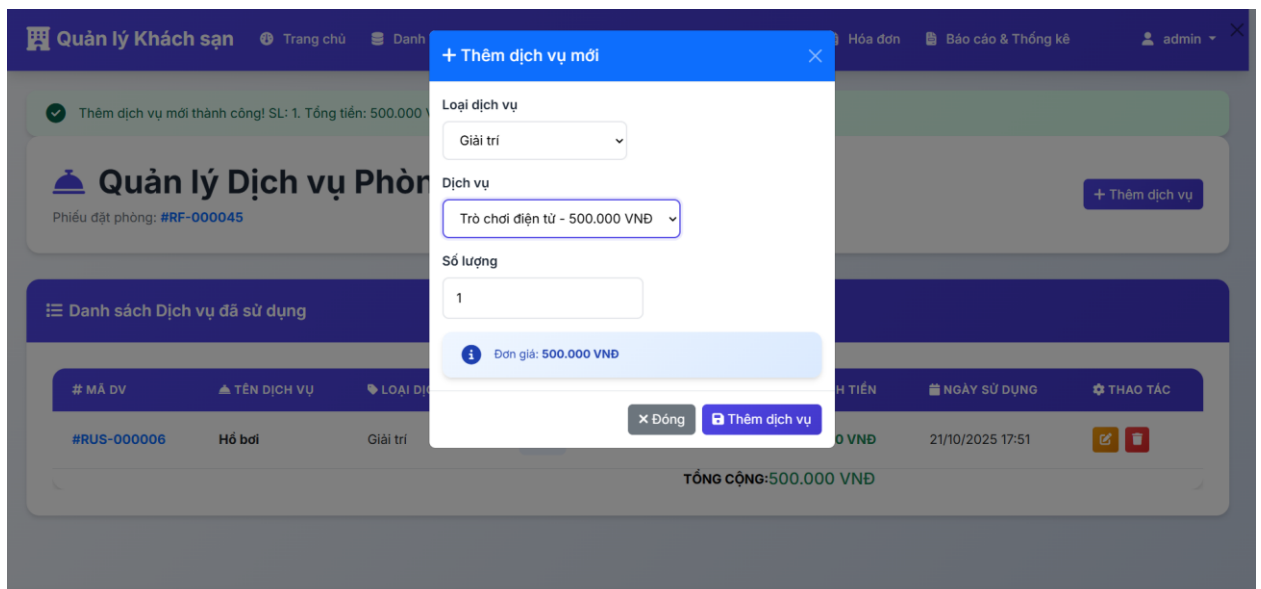 Quản lý Khách sạn Trang chủ Danh Hóa đơn Báo cáo & Thống kê admin
+ Thêm dịch vụ mới
Loại dịch vụ
Thêm dịch vụ mới thành công! SL: 1. Tổng tiền: 500.000
Giải trí
Quản lý Dịch vụ Phòn
Dịch vụ
+ Thêm dịch vụ
Phiếu đặt phòng: #RF-000045
Trò chơi điện tử - 500.000 VNĐ
Số lượng
1
Danh sách Dịch vụ đã sử dụng
Đơn giá: 500.000 VNĐ
# MÃ DV TÊN DỊCH VỤ LOẠI DỊ H TIỀN NGÀY SỬ DỤNG THAO TÁC
Đóng Thêm dịch vụ
#RUS-000006 Hồ bơi Giải trí 0 VNĐ 21/10/2025 17:51
TỔNG CỘNG:500.000 VNĐ